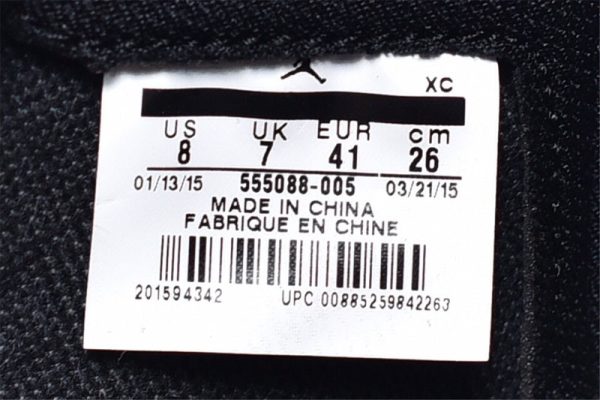 XC
US UK EUR cm
8 7 41 26
01/13/15 555088-005 03/21/15
MADE IN CHINA
FABRIQUE EN CHINE
201594342 UPC 00885259842263